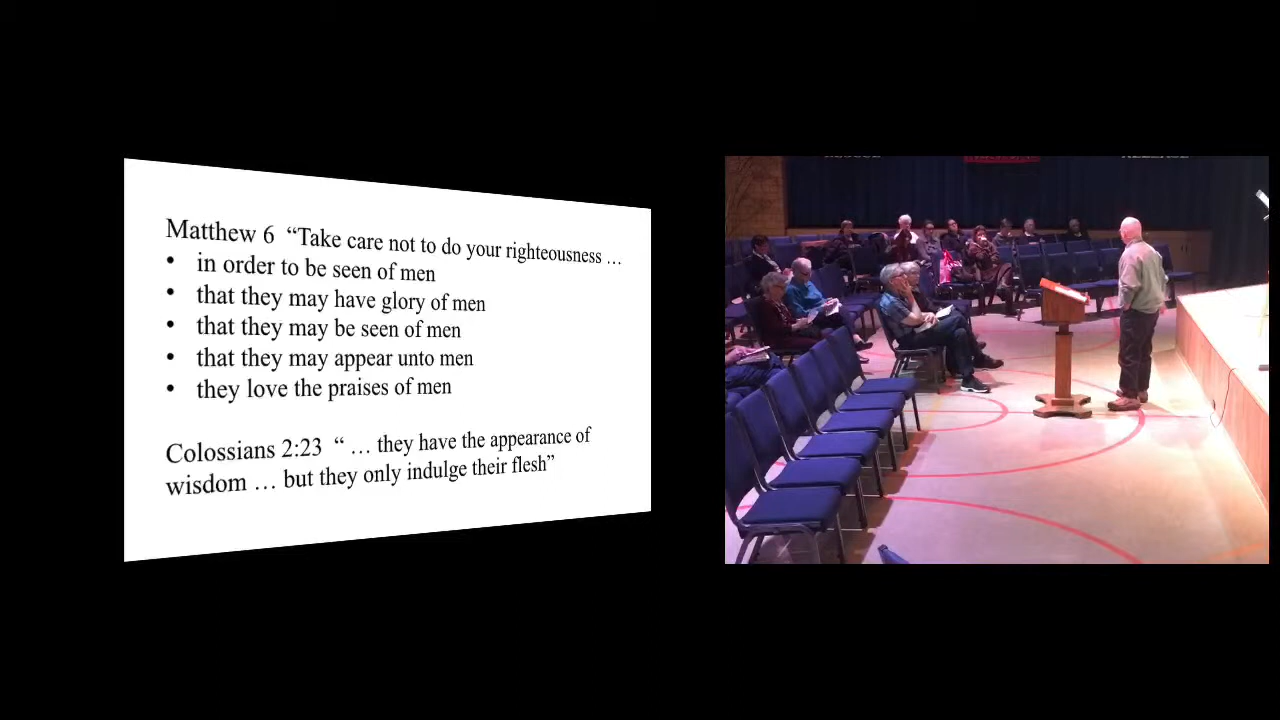 Matthew 6 “Take care not to do your righteousness …
• in order to be seen of men
• that they may have glory of men
• that they may be seen of men
• that they may appear unto men
• they love the praises of men
Colossians 2:23 “ … they have the appearance of
wisdom … but they only indulge their flesh”